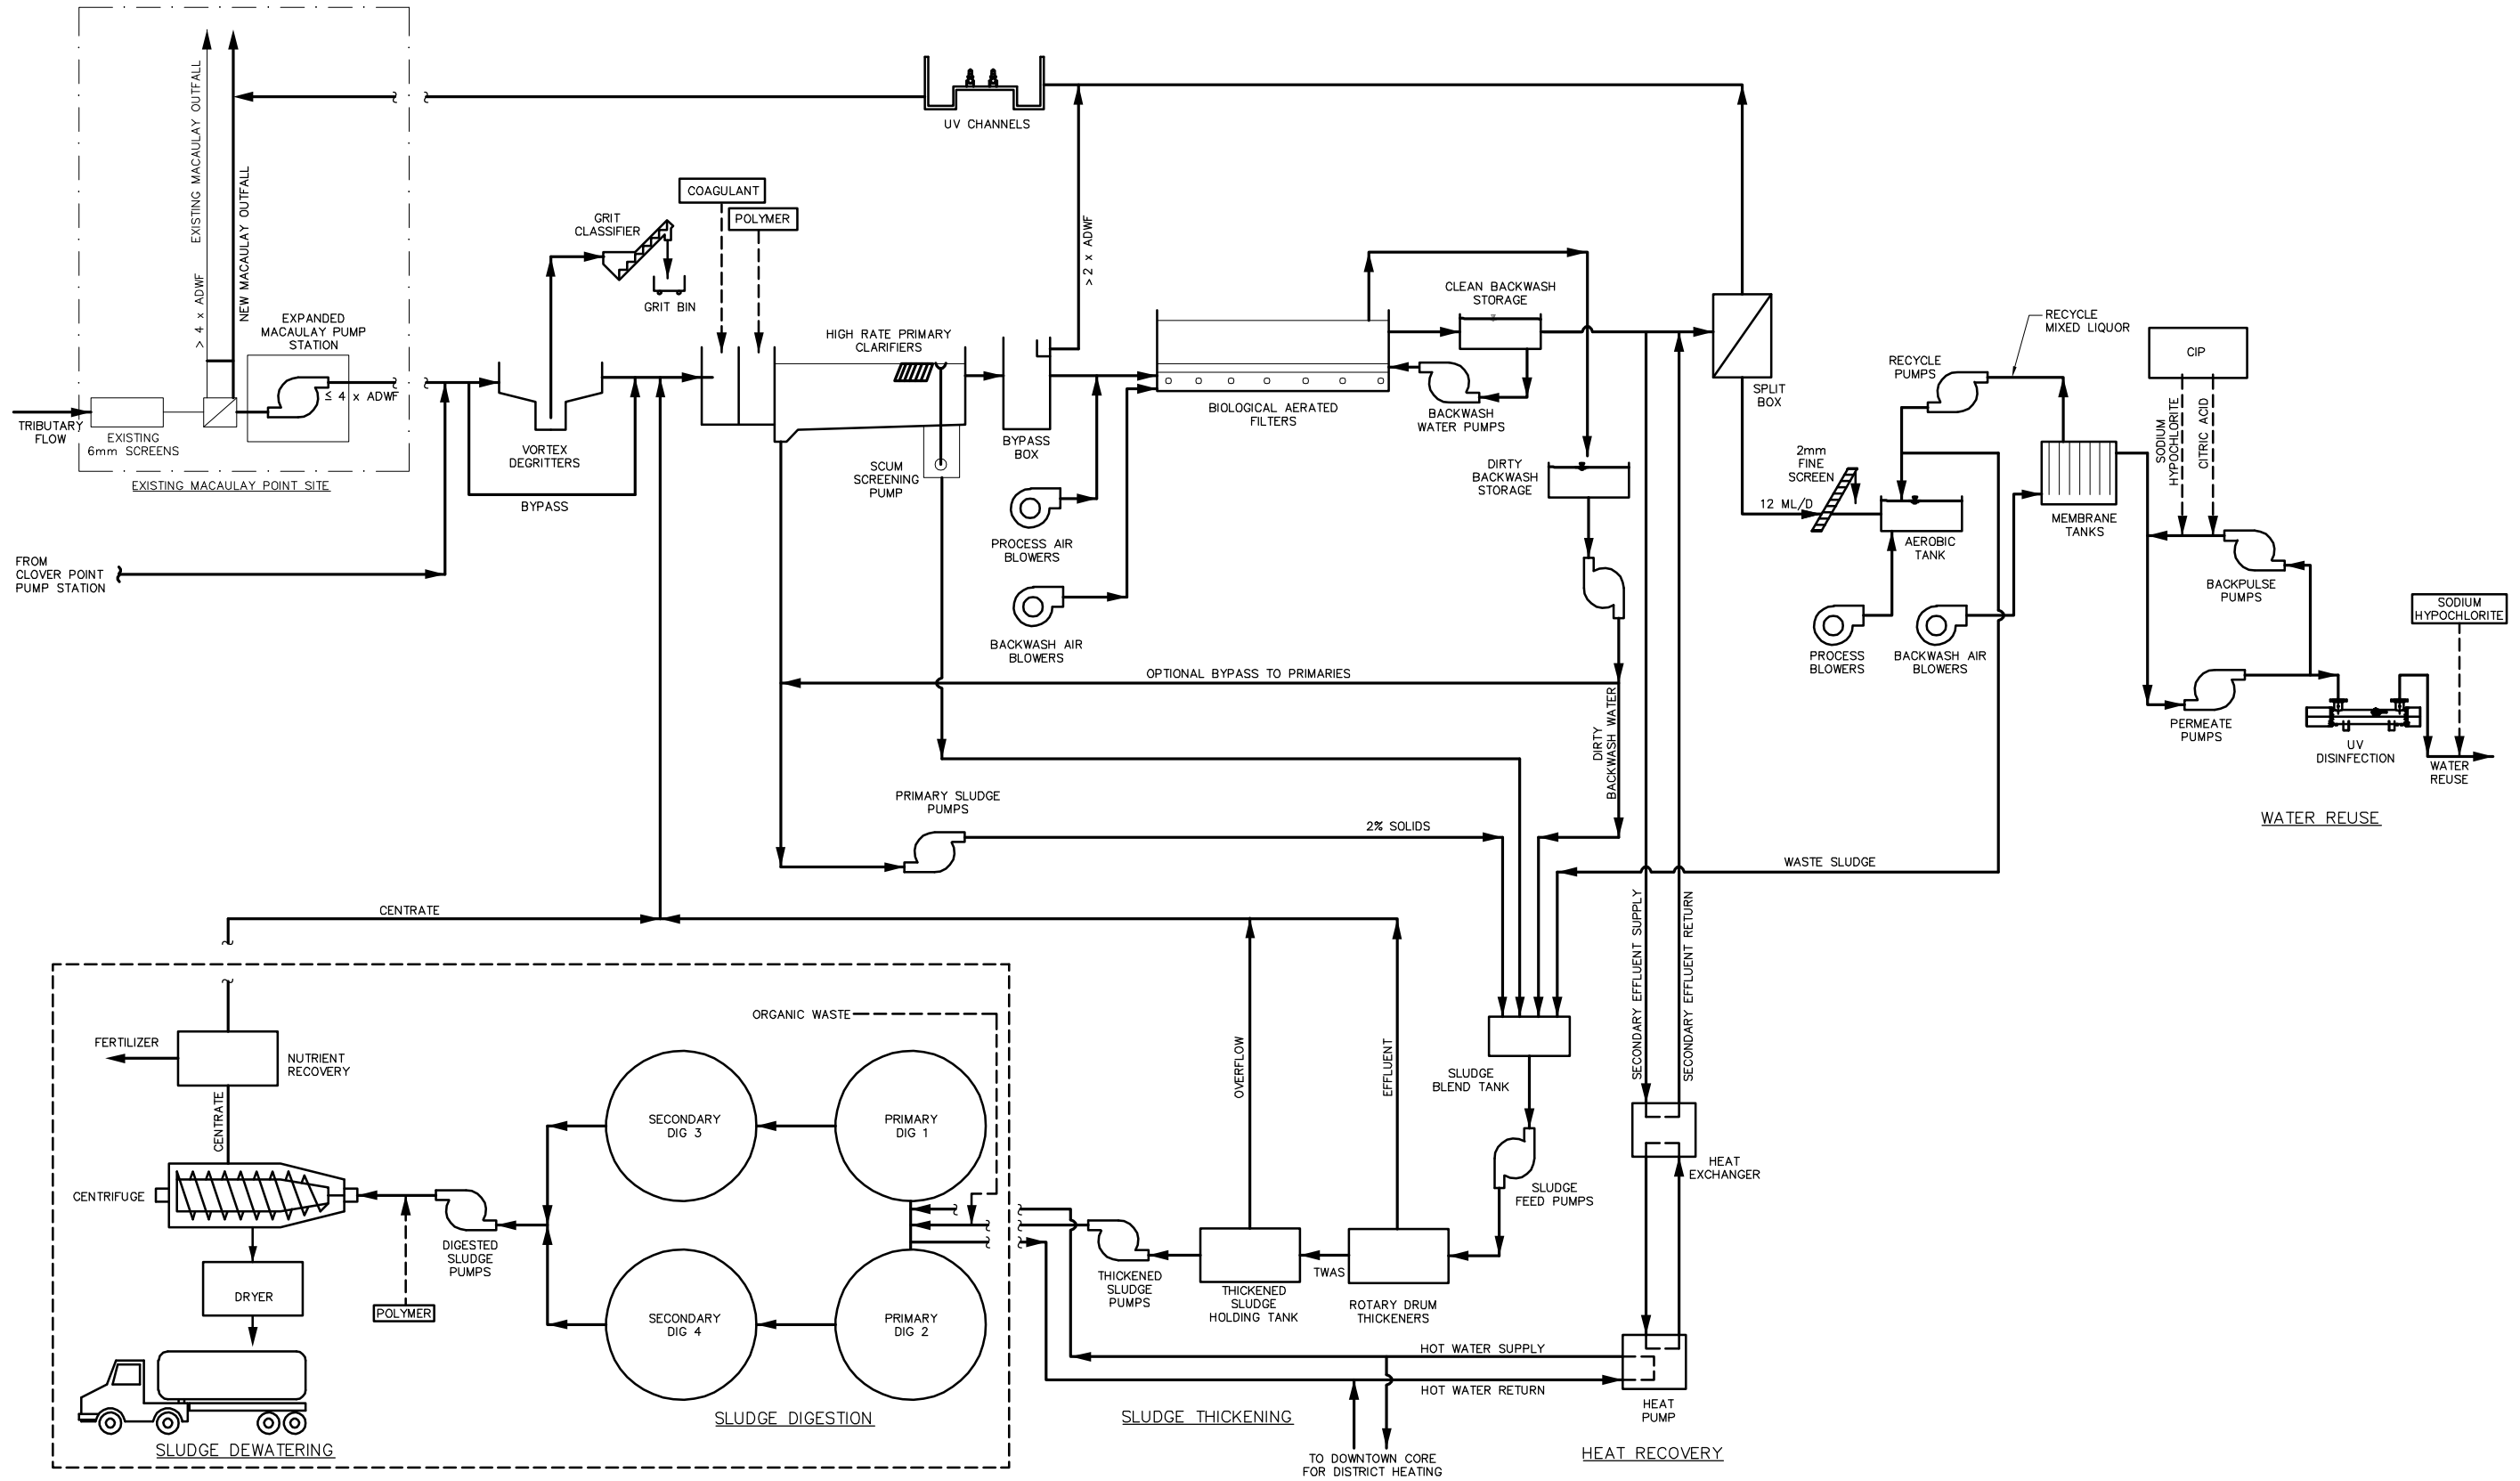 > 4 x ADWF   EXISTING MACAULAY OUTFALL
NEW MACAULAY OUTFALL
EXPANDED
MACAULAY PUMP
STATION
≤ 4 x ADWF
TRIBUTARY
FLOW
EXISTING
6mm SCREENS
EXISTING MACAULAY POINT SITE
FROM
CLOVER POINT
PUMP STATION
UV CHANNELS
COAGULANT
POLYMER
GRIT
CLASSIFIER
GRIT BIN
VORTEX
DEGRITTERS
BYPASS
HIGH RATE PRIMARY
CLARIFIERS
SCUM
SCREENING
PUMP
> 2 x ADWF
BYPASS
BOX
PROCESS AIR
BLOWERS
BACKWASH AIR
BLOWERS
BIOLOGICAL AERATED
FILTERS
CLEAN BACKWASH
STORAGE
BACKWASH
WATER PUMPS
DIRTY
BACKWASH
STORAGE
OPTIONAL BYPASS TO PRIMARIES
DIRTY
BACKWASH WATER
SPLIT
BOX
12 ML/D
2mm
FINE
SCREEN
RECYCLE
PUMPS
RECYCLE
MIXED LIQUOR
AEROBIC
TANK
PROCESS
BLOWERS
BACKWASH AIR
BLOWERS
MEMBRANE
TANKS
CIP
SODIUM
HYPOCHLORITE
CITRIC ACID
BACKPULSE
PUMPS
PERMEATE
PUMPS
SODIUM
HYPOCHLORITE
UV
DISINFECTION
WATER
REUSE
WATER REUSE
PRIMARY SLUDGE
PUMPS
2% SOLIDS
WASTE SLUDGE
SECONDARY EFFLUENT SUPPLY
SECONDARY EFFLUENT RETURN
CENTRATE
OVERFLOW
EFFLUENT
SLUDGE
BLEND TANK
SLUDGE
FEED PUMPS
HEAT
EXCHANGER
FERTILIZER
NUTRIENT
RECOVERY
CENTRATE
CENTRIFUGE
DRYER
POLYMER
DIGESTED
SLUDGE
PUMPS
ORGANIC WASTE
SECONDARY
DIG 3
PRIMARY
DIG 1
SECONDARY
DIG 4
PRIMARY
DIG 2
THICKENED
SLUDGE
PUMPS
THICKENED
SLUDGE
HOLDING TANK
TWAS
ROTARY DRUM
THICKENERS
HOT WATER SUPPLY
HOT WATER RETURN
HEAT
PUMP
SLUDGE DEWATERING
SLUDGE DIGESTION
SLUDGE THICKENING
TO DOWNTOWN CORE
FOR DISTRICT HEATING
HEAT RECOVERY